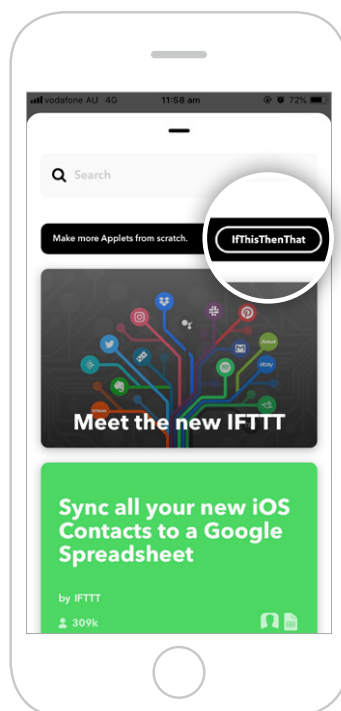 vodafone AU 4G 11:58 am 72%
Search
Make more Applets from scratch.
IfThisThenThat
ebay
Meet the new IFTTT
Sync all your new iOS
Contacts to a Google
Spreadsheet
by IFTTT
309k